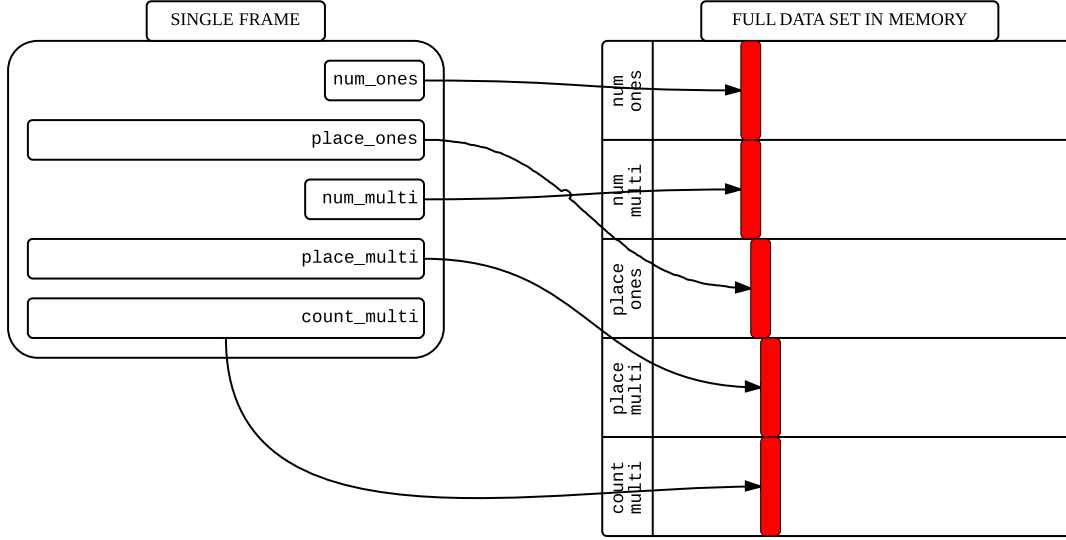 SINGLE FRAME
num_ones
place_ones
num_multi
place_multi
count_multi
FULL DATA SET IN MEMORY
num
ones
num
multi
place
ones
place
multi
count
multi